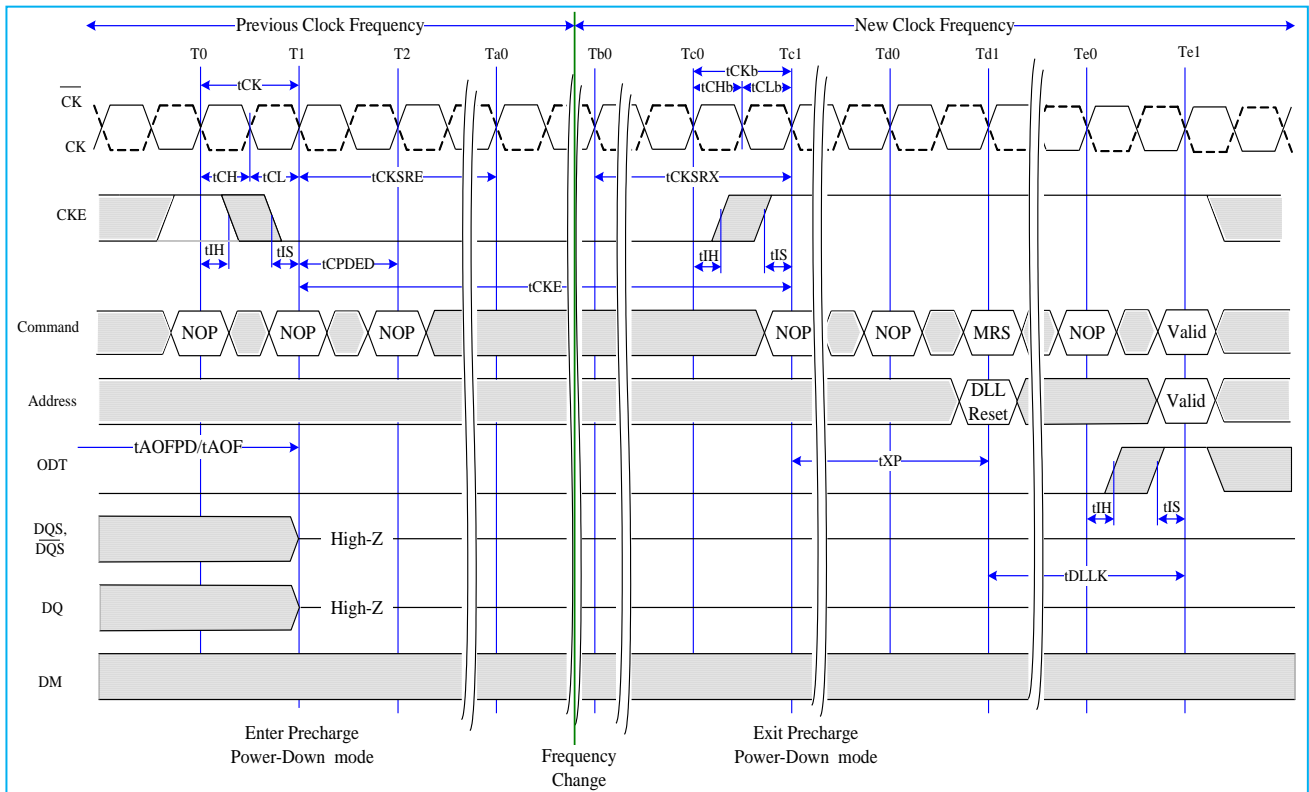 Previous Clock Frequency New Clock Frequency
T0 T1 T2 Ta0 Tb0 Tc0 Tc1 Td0 Td1 Te0 Te1
tCK tCKb
tCHb tCLb
CK
CK
tCH tCL tCKSRE tCKSRX
CKE
tIH tIS tCPDED tIH tIS
tCKE
Command NOP NOP NOP NOP NOP MRS NOP Valid
Address DLL Reset Valid
tAOFPD/tAOF
ODT tXP
tIH tIS
DQS,
DQS High-Z
tDLLK
DQ High-Z
DM
Enter Precharge
Power-Down mode
Frequency
Change
Exit Precharge
Power-Down mode